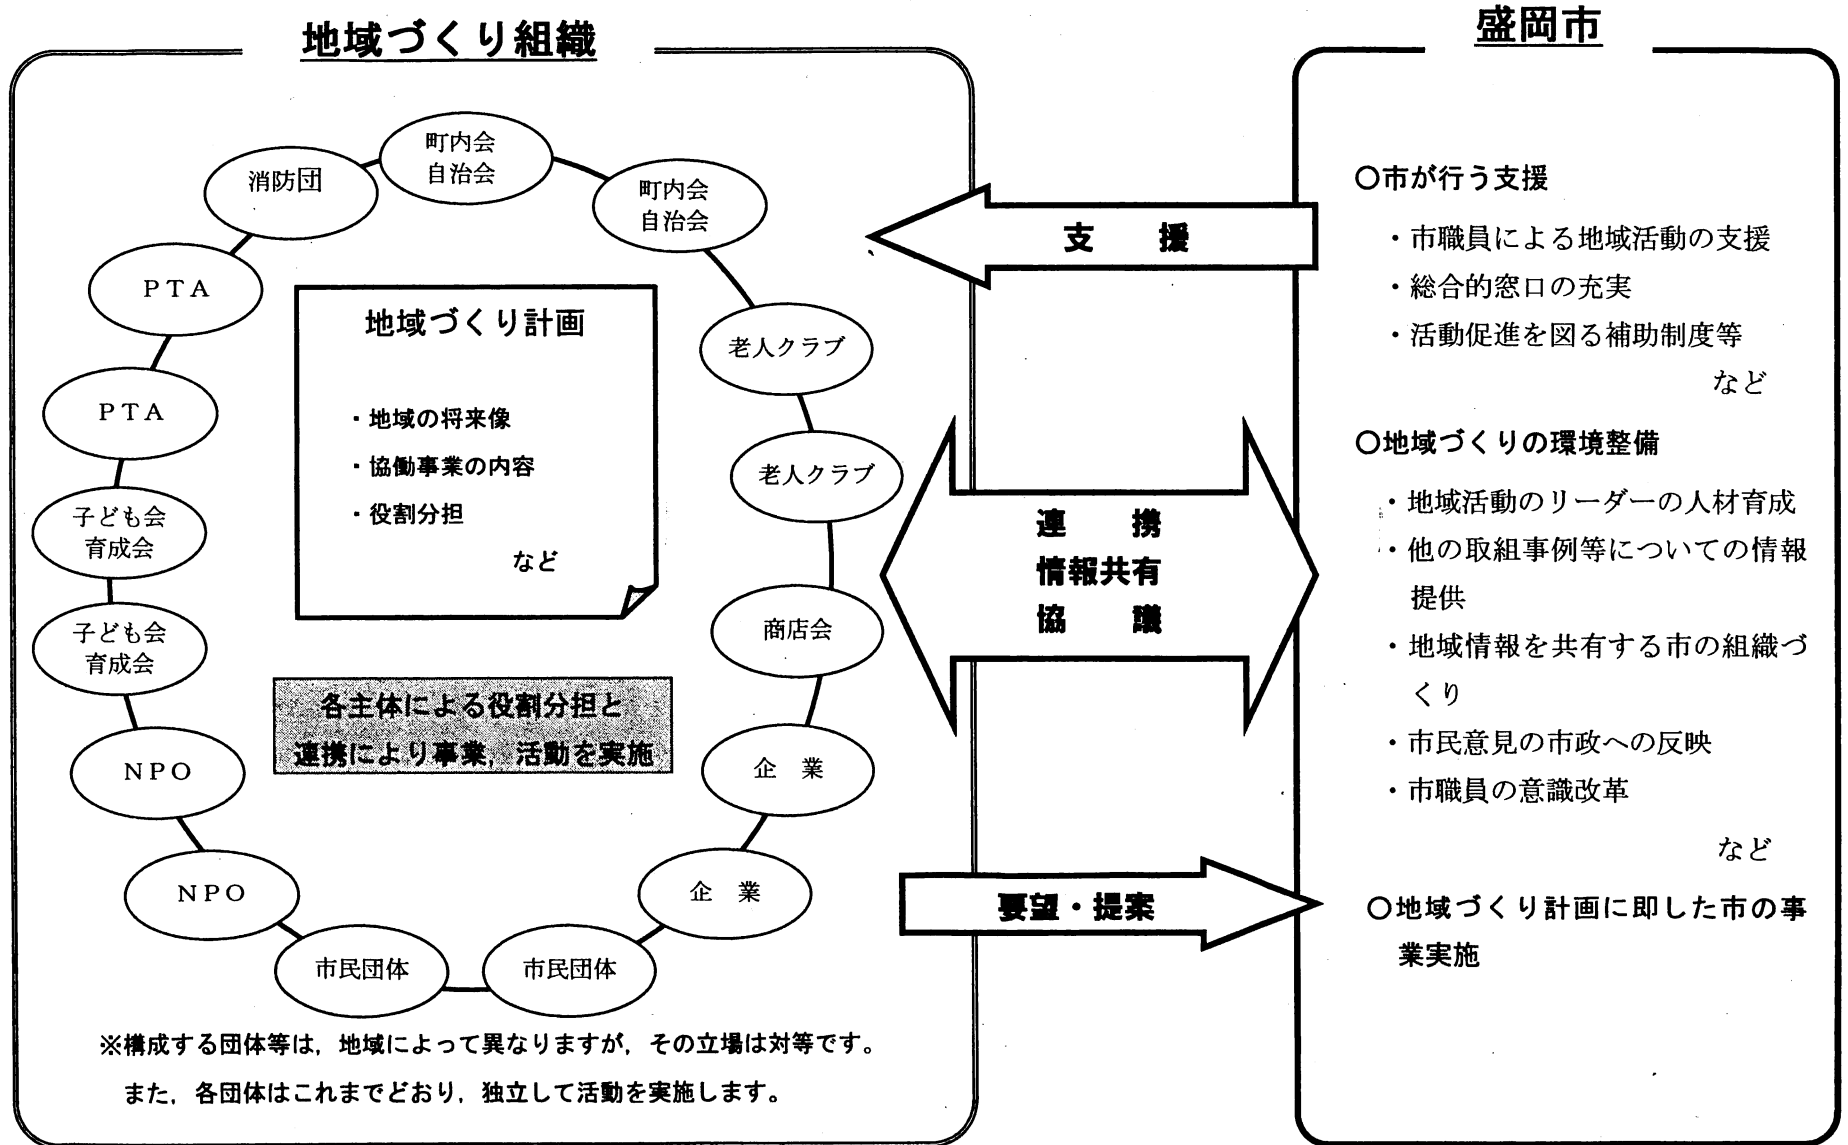 地域づくり組織
町内会
自治会
町内会
自治会
老人クラブ
老人クラブ
商店会
企 業
企 業
市民団体
市民団体
NPO
NPO
子ども会
育成会
子ども会
育成会
PTA
PTA
消防団
地域づくり計画
・地域の将来像
・協働事業の内容
・役割分担
など
各主体による役割分担と
連携により事業,活動を実施
※構成する団体等は,地域によって異なりますが,その立場は対等です。
また,各団体はこれまでどおり,独立して活動を実施します。
支 援
連 携
情報共有
協 議
要望・提案
盛岡市
○市が行う支援
・市職員による地域活動の支援
・総合的窓口の充実
・活動促進を図る補助制度等
など
○地域づくりの環境整備
・地域活動のリーダーの人材育成
・他の取組事例等についての情報
提供
・地域情報を共有する市の組織づ
くり
・市民意見の市政への反映
・市職員の意識改革
など
○地域づくり計画に即した市の事
業実施